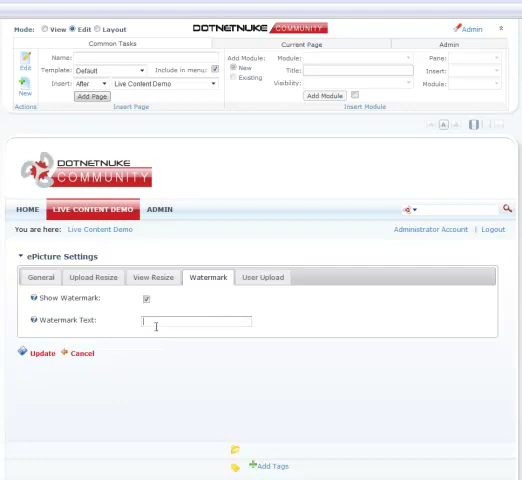 Mode: View Edit Layout
DOTNETNUKE COMMUNITY
Admin
Common Tasks
Current Page
Admin
Edit
New
Actions
Name:
Template: Default
Include in menu:
Insert: After
Live Content Demo
Add Page
Insert Page
Add Module:
New
Existing
Module:
Title:
Visibility:
Add Module
Insert Module
Pane:
Insert:
Module:
A A A
DOTNETNUKE
COMMUNITY
HOME LIVE CONTENT DEMO ADMIN
You are here: Live Content Demo
Administrator Account | Logout
ePicture Settings
General Upload Resize View Resize Watermark User Upload
Show Watermark:
Watermark Text:
Update Cancel
Add Tags